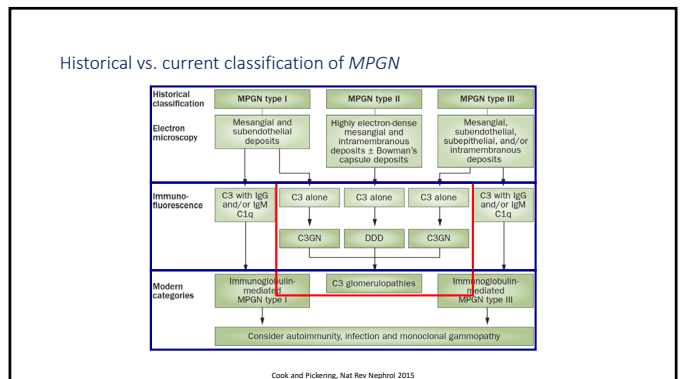 Historical vs. current classification of MPGN
Historical
classification
MPGN type I
MPGN type II
MPGN type III
Electron
microscopy
Mesangial and
subendothelial
deposits
Highly electron-dense
mesangial and
intramembranous
deposits ± Bowman's
capsule deposits
Mesangial,
subendothelial,
subepithelial, and/or
intramembranous
deposits
Immuno-
fluorescence
C3 with IgG
and/or IgM
C1q
C3 alone
C3 alone
C3 alone
C3 with IgG
and/or IgM
C1q
C3GN
DDD
C3GN
Modern
categories
Immunoglobulin-
mediated
MPGN type I
C3 glomerulopathies
Immunoglobulin-
mediated
MPGN type III
Consider autoimmunity, infection and monoclonal gammopathy
Cook and Pickering, Nat Rev Nephrol 2015